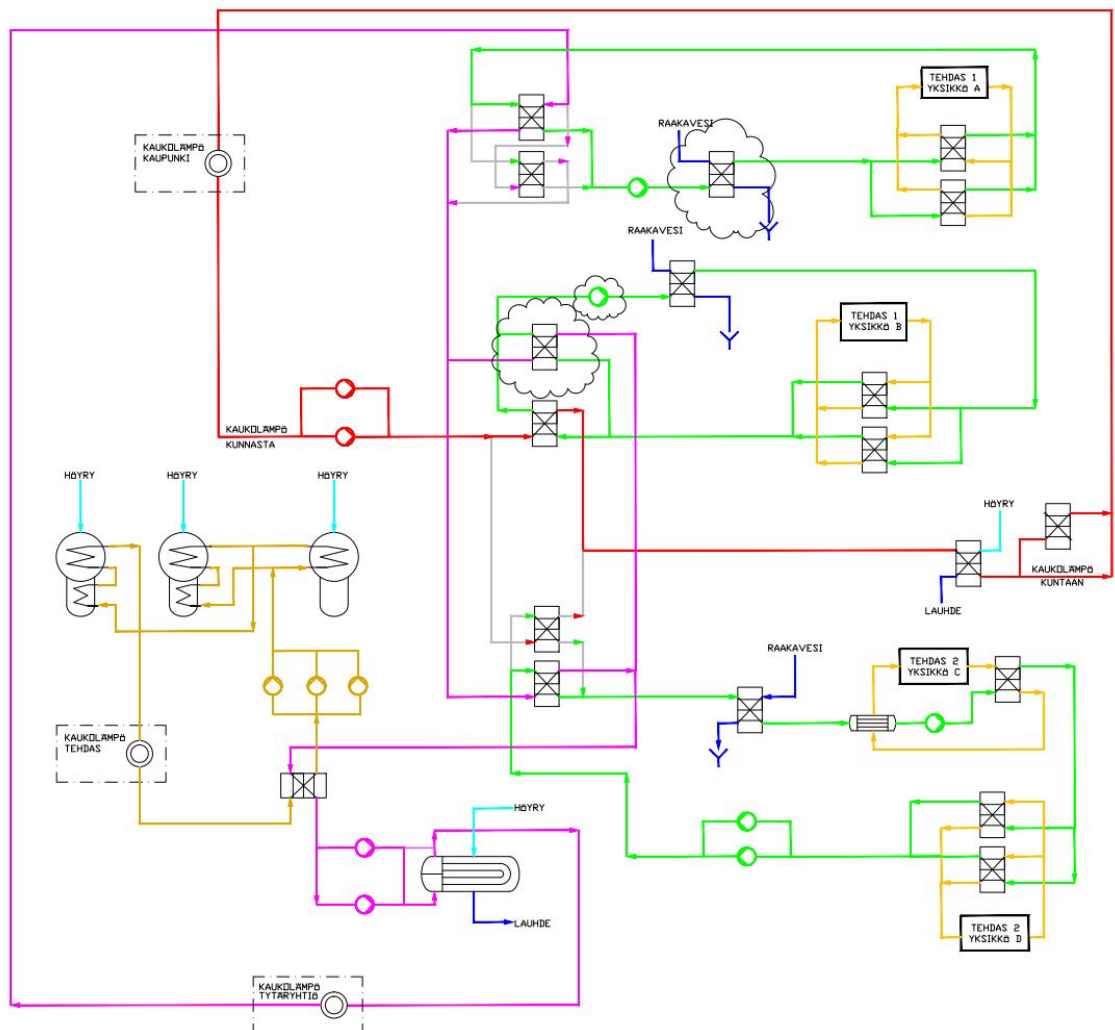 TEHDAS 1
YKSIKKÖ A
RAAKAVESI
KAUKOLÄMPÖ
KAUPUNKI
RAAKAVESI
TEHDAS 1
YKSIKKÖ B
KAUKOLÄMPÖ
KUNNASTA
HÖYRY
HÖYRY
HÖYRY
HÖYRY
KAUKOLÄMPÖ
KUNTAAN
LAUHDE
RAAKAVESI
TEHDAS 2
YKSIKKÖ C
KAUKOLÄMPÖ
TEHDAS
HÖYRY
LAUHDE
TEHDAS 2
YKSIKKÖ D
KAUKOLÄMPÖ
TYTÄRYHTIÖ